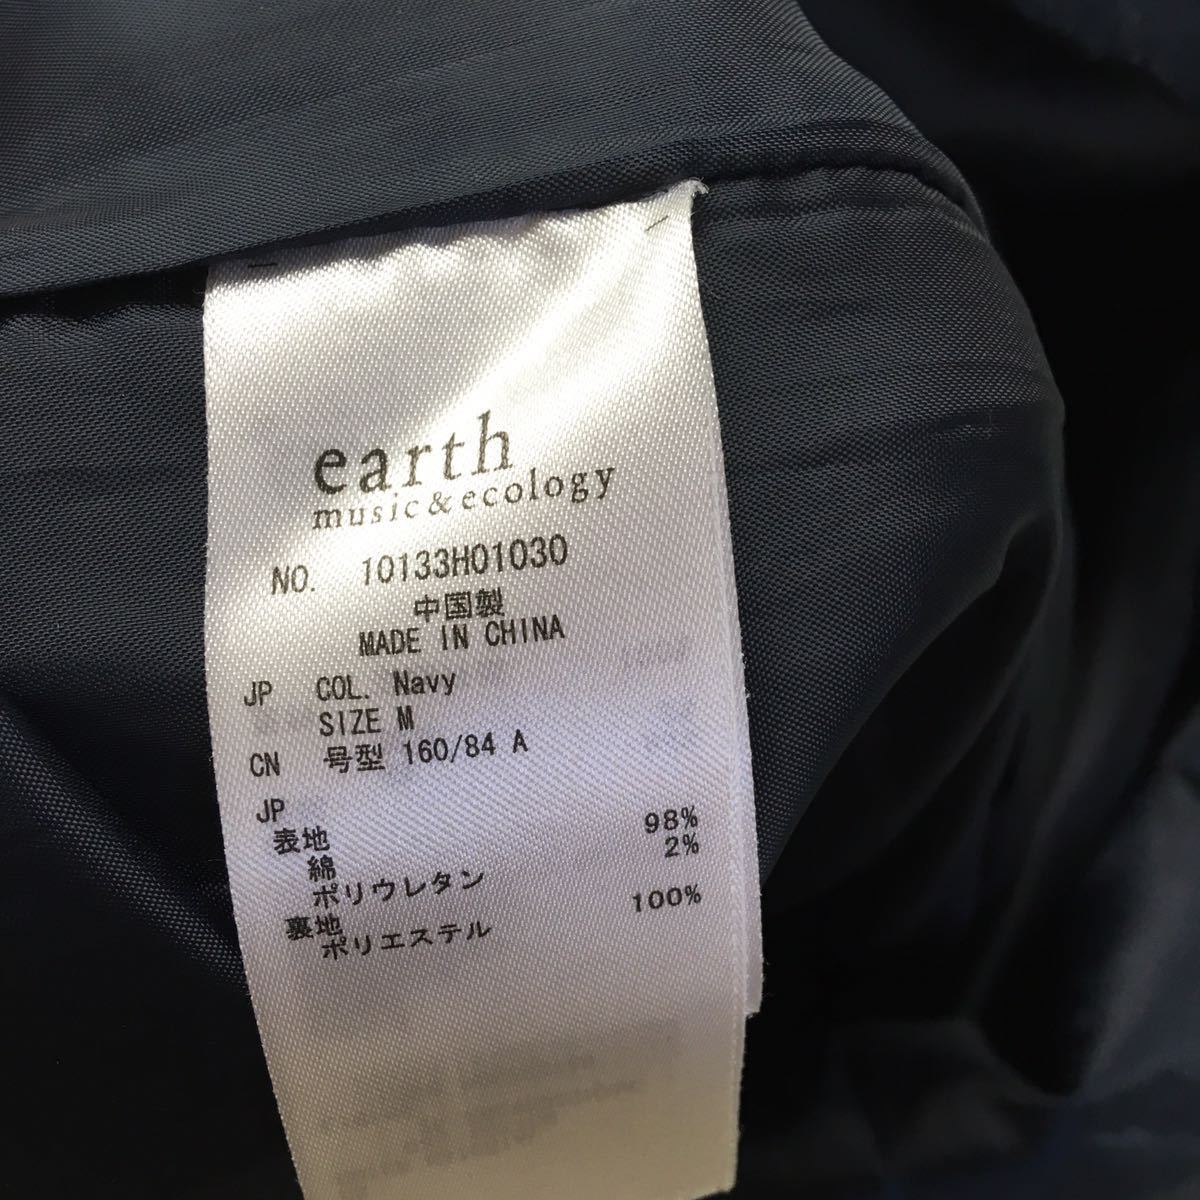 earth
music&ecology
NO. 10133H01030
中国製
MADE IN CHINA
JP COL. Navy
SIZE M
CN 号型 160/84 A
JP
表地
綿 98%
ポリウレタン 2%
裏地
ポリエステル 100%